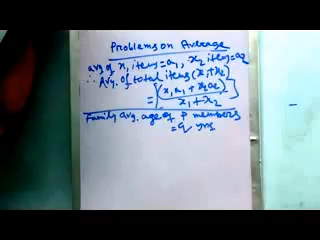 Problems on Average
avg of x₁ items=a₁, x₂ items=a2
∴ Avg. of total items (x₁+x₂)
= {(x₁a₁ + x₂a₂) / x₁+x₂}
Family avg. age of P members
= q yrs